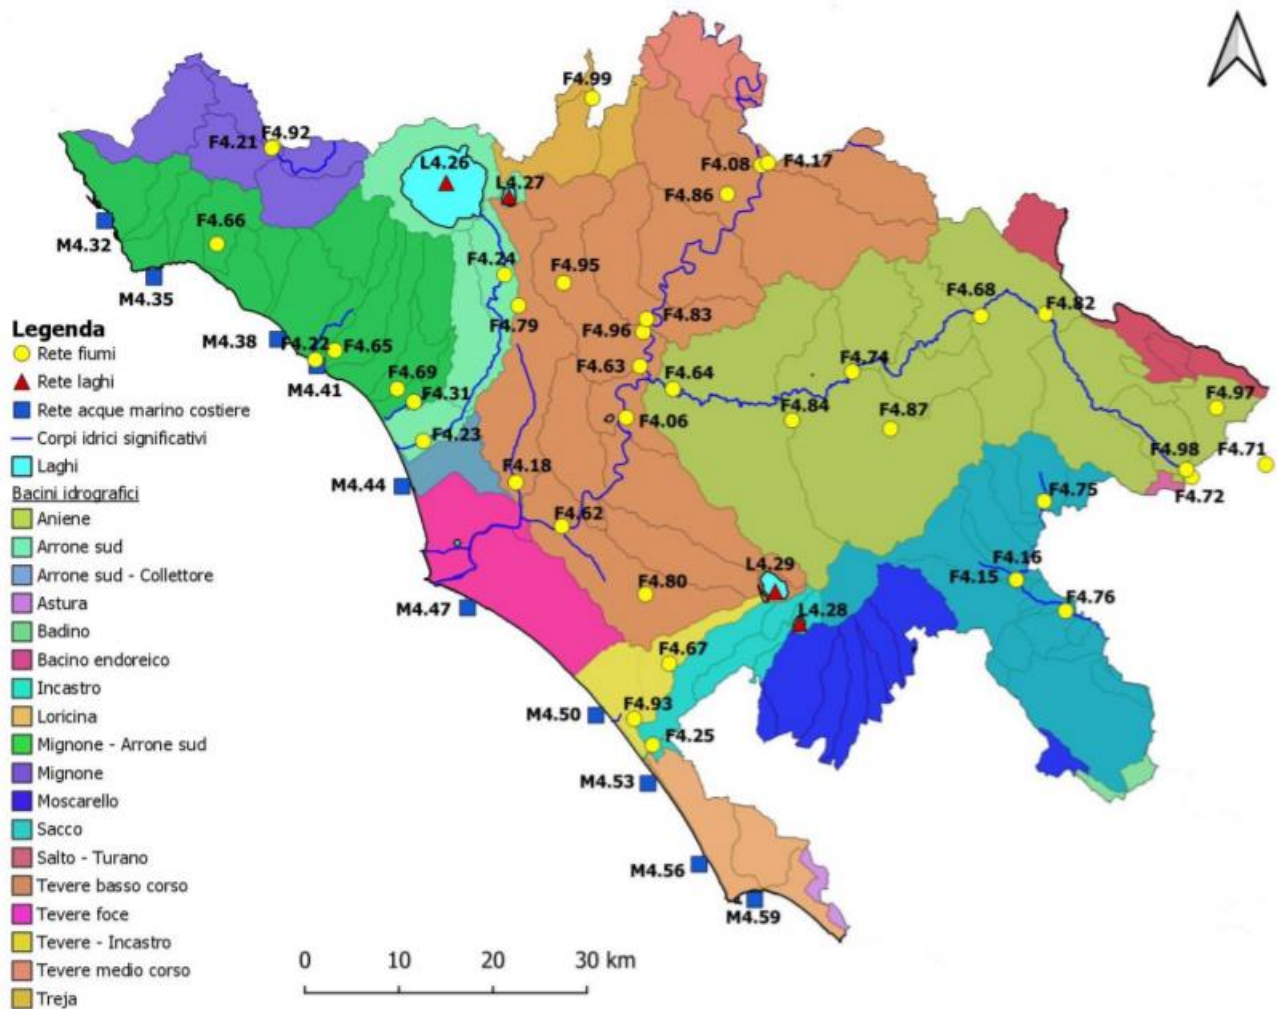 F4.99
F4.92
F4.21
L4.26
L4.27
F4.08
F4.17
F4.86
F4.66
M4.32
M4.35
F4.24
F4.95
F4.68
F4.82
F4.79
F4.83
F4.96
M4.38
F4.22
F4.65
M4.41
F4.63
F4.64
F4.74
F4.69
F4.31
F4.06
F4.84
F4.87
F4.97
F4.23
F4.98
F4.71
F4.72
M4.44
F4.18
F4.75
F4.62
F4.16
F4.15
L4.29
F4.80
F4.76
M4.47
L4.28
F4.67
F4.93
M4.50
F4.25
M4.53
M4.56
M4.59
Legenda
Rete fiumi
Rete laghi
Rete acque marino costiere
Corpi idrici significativi
Laghi
Bacini idrografici
Aniene
Arrone sud
Arrone sud - Collettore
Astura
Badino
Bacino endoreico
Incastro
Loricina
Mignone - Arrone sud
Mignone
Moscarello
Sacco
Salto - Turano
Tevere basso corso
Tevere foce
Tevere - Incastro
Tevere medio corso
Treja
0 10 20 30 km